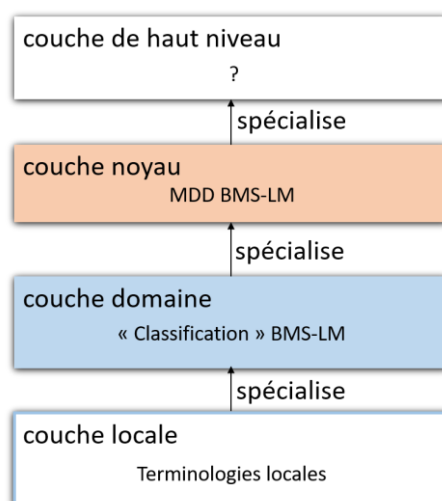 couche de haut niveau
?
spécialise
couche noyau
MDD BMS-LM
spécialise
couche domaine
« Classification » BMS-LM
spécialise
couche locale
Terminologies locales